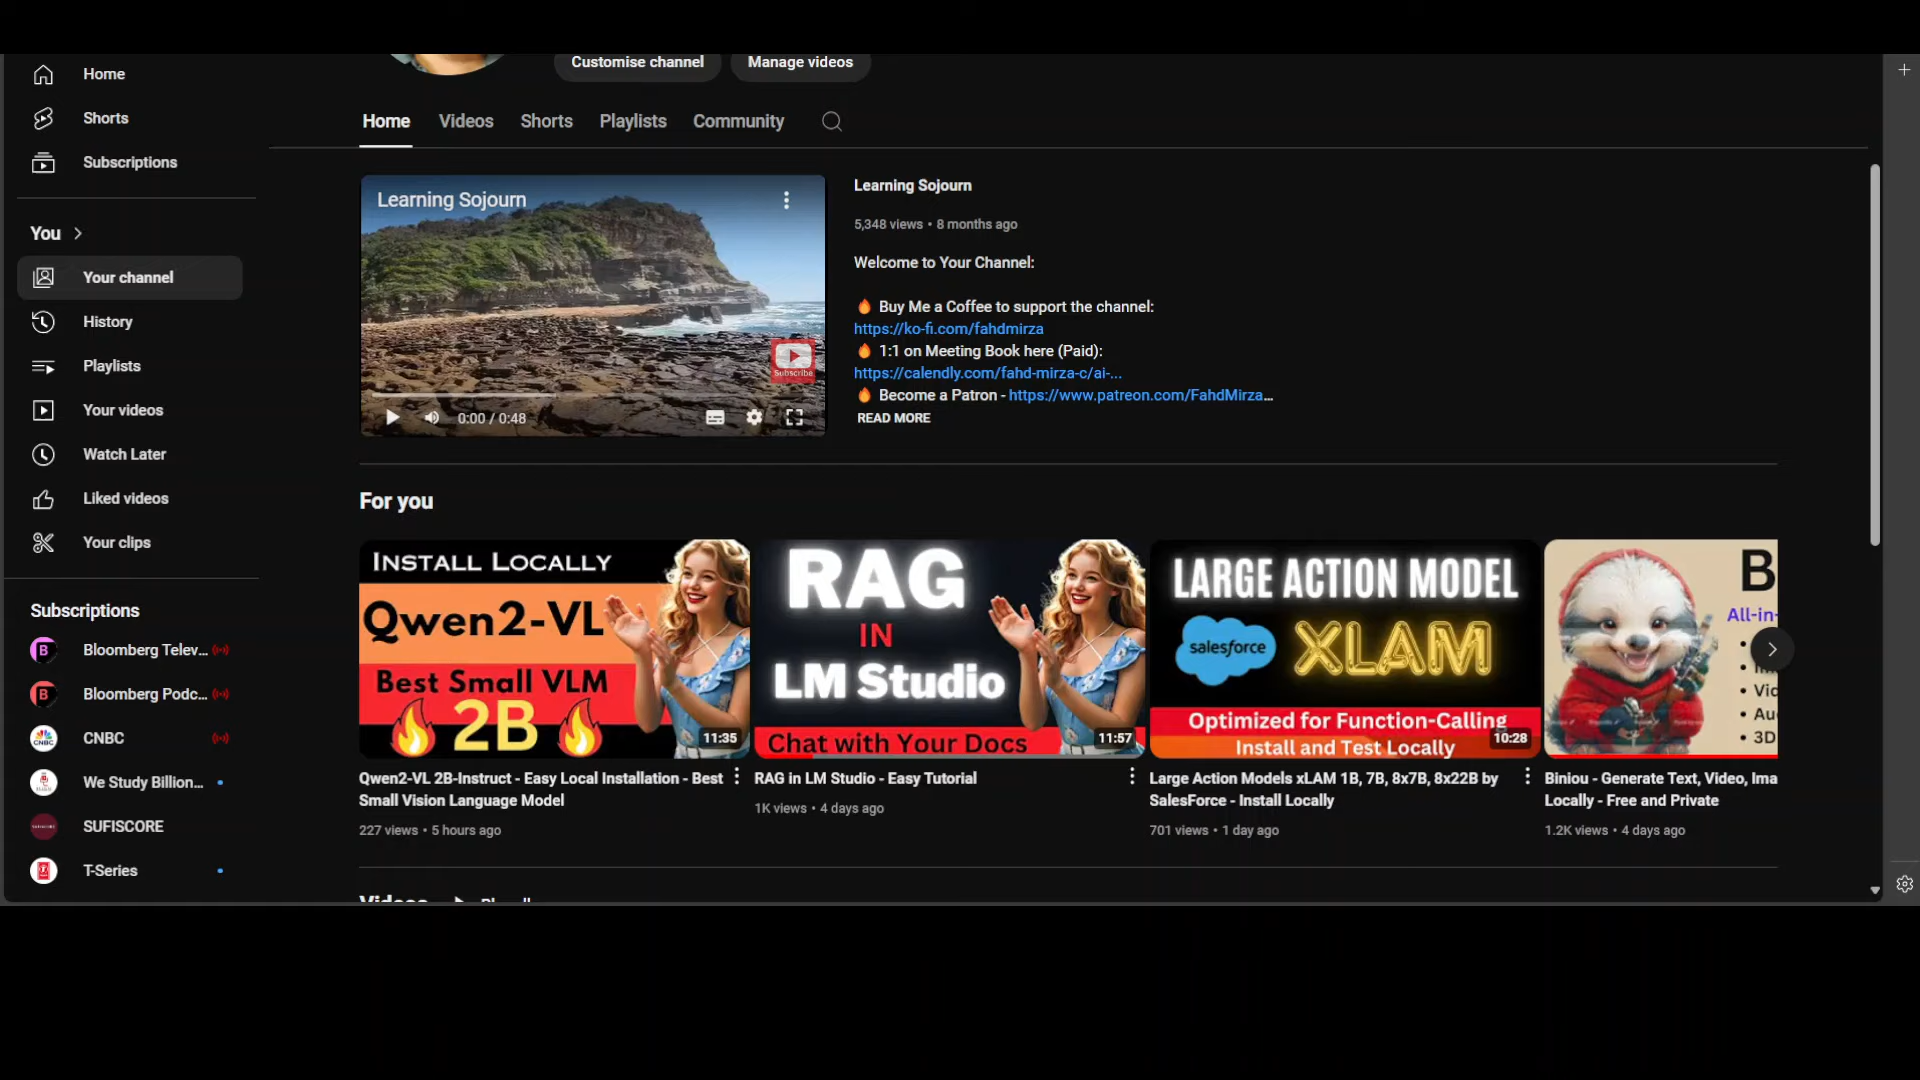 Home
Shorts
Subscriptions
You
Your channel
History
Playlists
Your videos
Watch Later
Liked videos
Your clips
Subscriptions
B Bloomberg Telev...
B Bloomberg Podc...
CNBC CNBC
We Study Billion...
SUFISCORE
T-Series
Customise channel Manage videos
Home Videos Shorts Playlists Community
Learning Sojourn
Subscribe
0:00 / 0:48
Learning Sojourn
5,348 views • 8 months ago
Welcome to Your Channel:
🔥 Buy Me a Coffee to support the channel:
https://ko-fi.com/fahdmirza
🔥 1:1 on Meeting Book here (Paid):
https://calendly.com/fahd-mirza-c/ai-...
🔥 Become a Patron - https://www.patreon.com/FahdMirza...
READ MORE
For you
INSTALL LOCALLY
Qwen2-VL
Best Small VLM
🔥 2B 🔥
11:35
Qwen2-VL 2B-Instruct - Easy Local Installation - Best
Small Vision Language Model
227 views • 5 hours ago
RAG
IN
LM Studio
Chat with Your Docs
11:57
RAG in LM Studio - Easy Tutorial
1K views • 4 days ago
LARGE ACTION MODEL
salesforce XLAM
Optimized for Function-Calling
Install and Test Locally
10:28
Large Action Models xLAM 1B, 7B, 8x7B, 8x22B by
SalesForce - Install Locally
701 views • 1 day ago
B
All-in-
• Vid
• Au
• 3D
Biniou - Generate Text, Video, Ima
Locally - Free and Private
1.2K views • 4 days ago